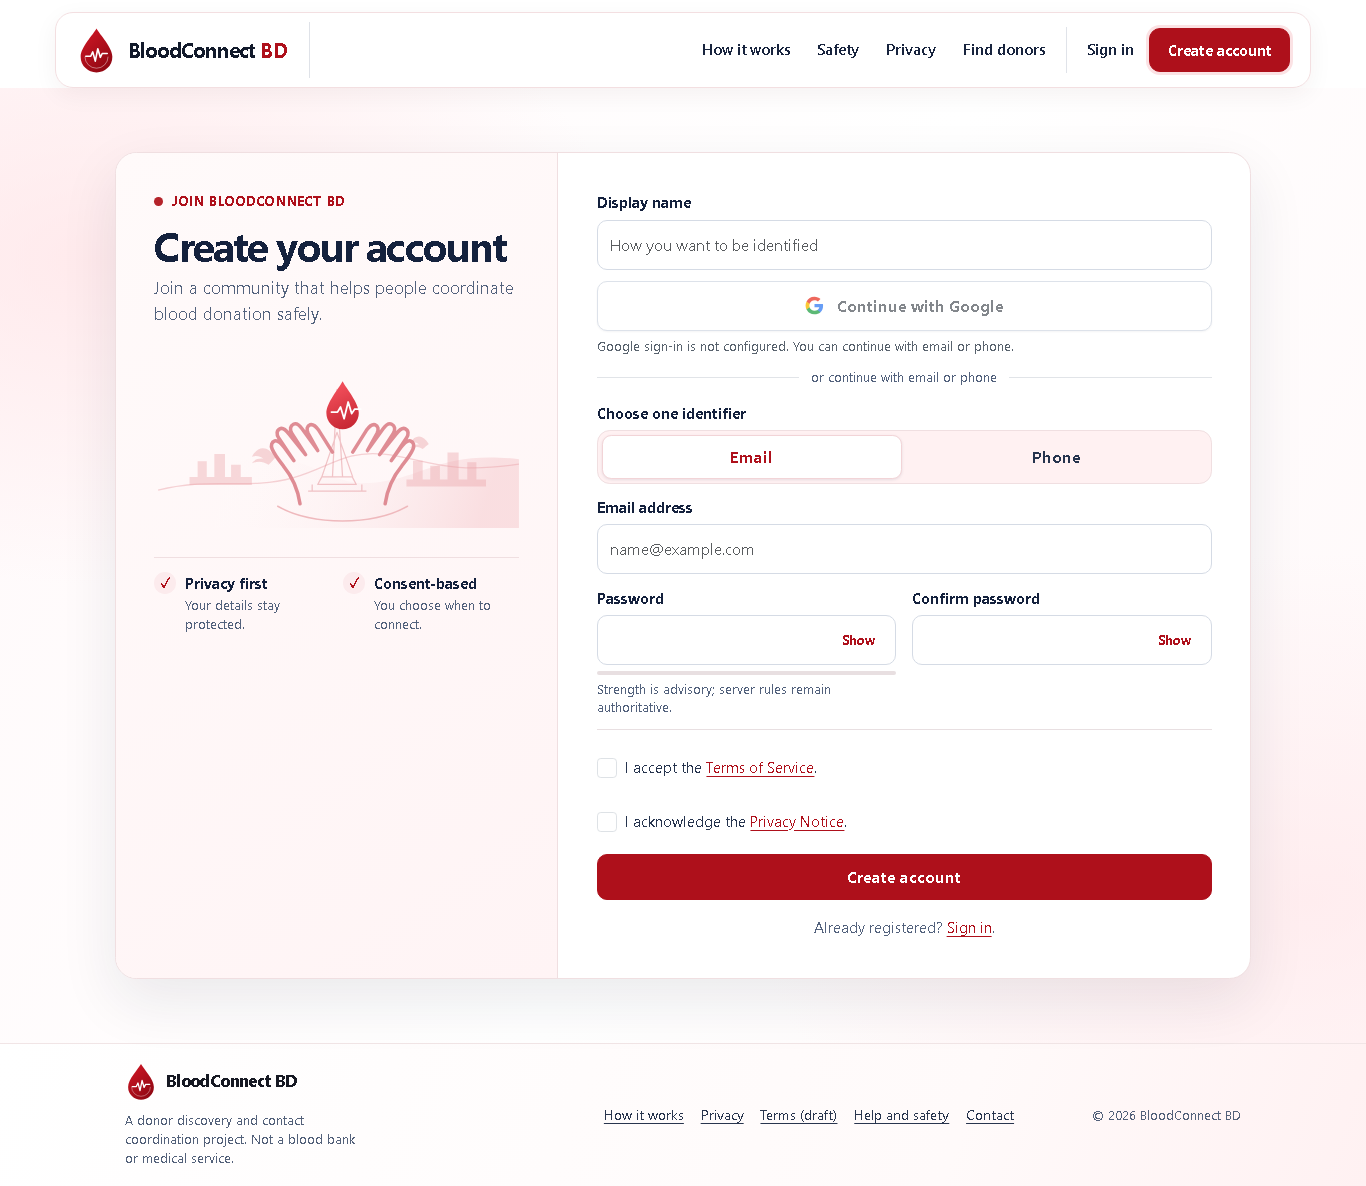 BloodConnect BD
How it works
Safety
Privacy
Find donors
Sign in
Create account
JOIN BLOODCONNECT BD
Create your account
Join a community that helps people coordinate
blood donation safely.
Privacy first
Your details stay
protected.
Consent-based
You choose when to
connect.
Display name
How you want to be identified
Continue with Google
Google sign-in is not configured. You can continue with email or phone.
or continue with email or phone
Choose one identifier
Email
Phone
Email address
name@example.com
Password
Confirm password
Show
Show
Strength is advisory; server rules remain
authoritative.
I accept the Terms of Service.
I acknowledge the Privacy Notice.
Create account
Already registered? Sign in.
BloodConnect BD
A donor discovery and contact
coordination project. Not a blood bank
or medical service.
How it works
Privacy
Terms (draft)
Help and safety
Contact
© 2026 BloodConnect BD